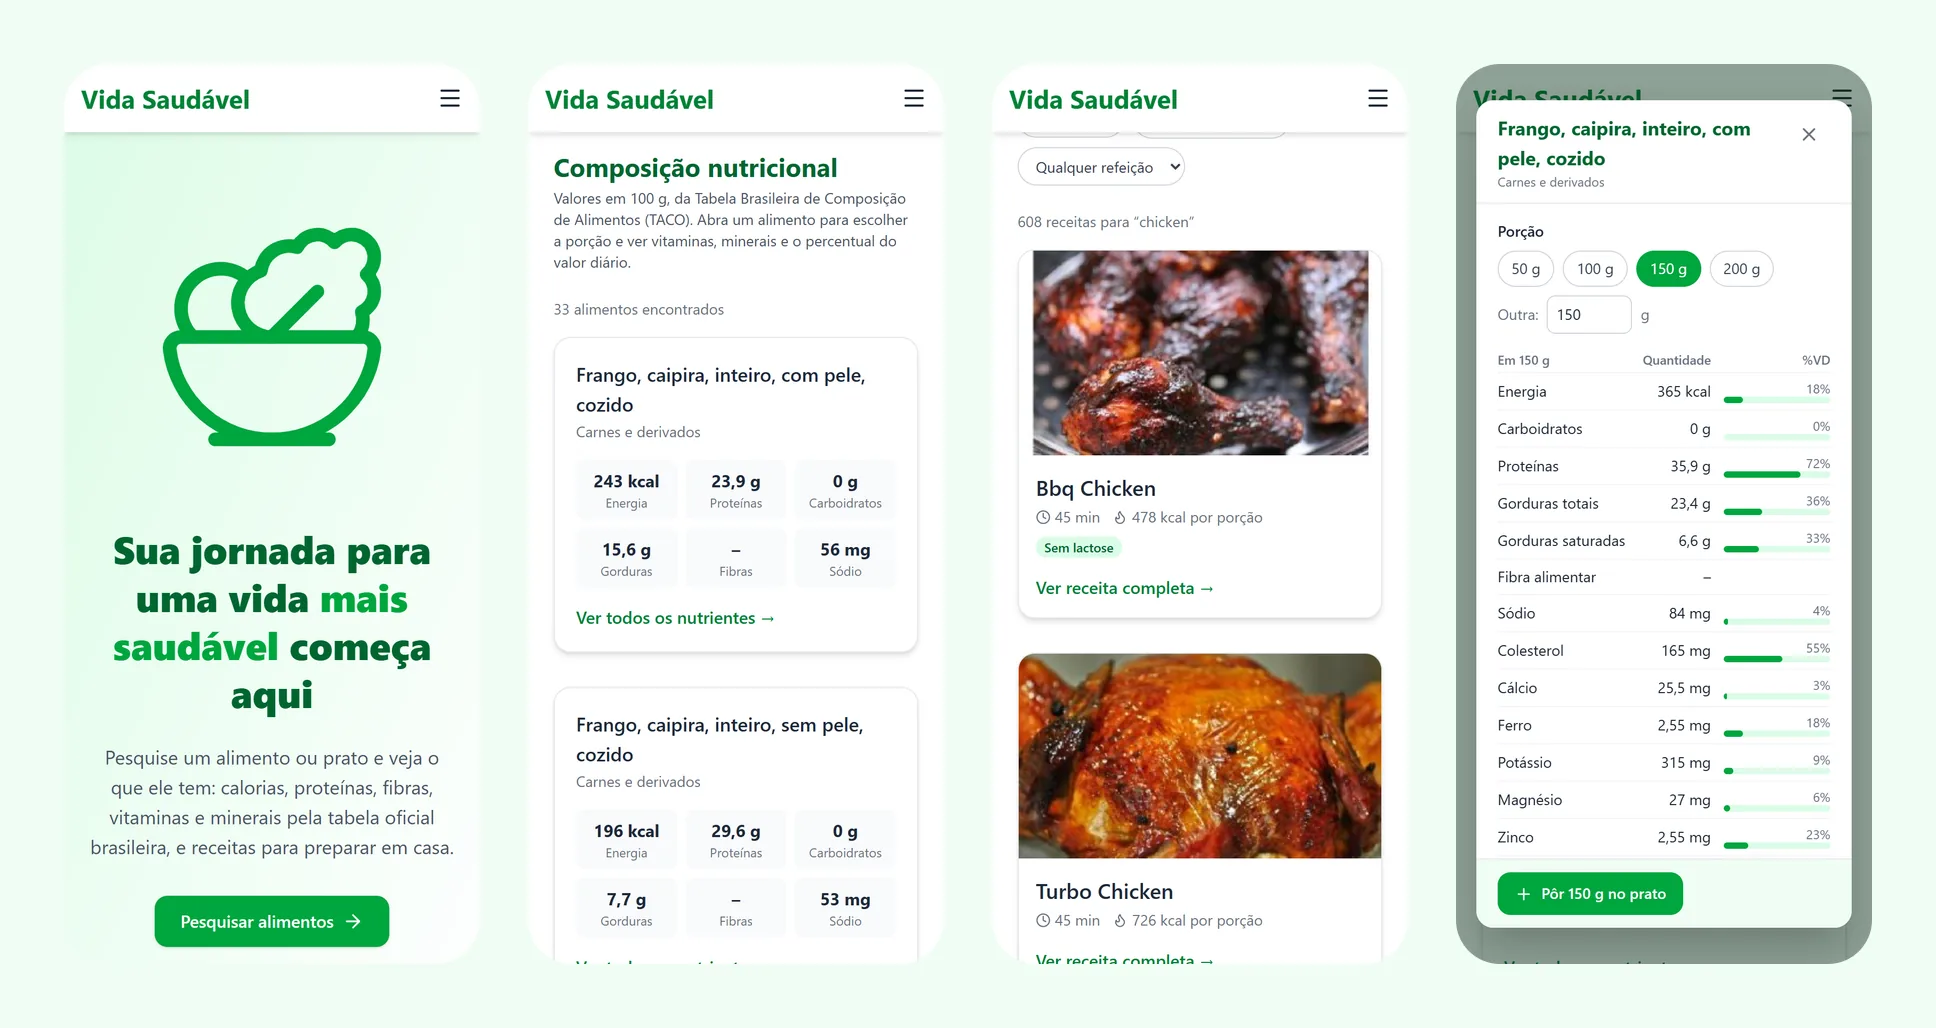 Vida Saudável
Sua jornada para
uma vida mais
saudável começa
aqui
Pesquise um alimento ou prato e veja o
que ele tem: calorias, proteínas, fibras,
vitaminas e minerais pela tabela oficial
brasileira, e receitas para preparar em casa.
Pesquisar alimentos →
Vida Saudável
Composição nutricional
Valores em 100 g, da Tabela Brasileira de Composição
de Alimentos (TACO). Abra um alimento para escolher
a porção e ver vitaminas, minerais e o percentual do
valor diário.
33 alimentos encontrados
Frango, caipira, inteiro, com pele,
cozido
Carnes e derivados
243 kcal 23,9 g 0 g
Energia Proteínas Carboidratos
15,6 g – 56 mg
Gorduras Fibras Sódio
Ver todos os nutrientes →
Frango, caipira, inteiro, sem pele,
cozido
Carnes e derivados
196 kcal 29,6 g 0 g
Energia Proteínas Carboidratos
7,7 g – 53 mg
Gorduras Fibras Sódio
Vida Saudável
Qualquer refeição
608 receitas para “chicken”
Bbq Chicken
45 min 478 kcal por porção
Sem lactose
Ver receita completa →
Turbo Chicken
45 min 726 kcal por porção
Ver receita completa →
Vida Saudável
Frango, caipira, inteiro, com
pele, cozido
Carnes e derivados
Porção
50 g 100 g 150 g 200 g
Outra: 150 g
Em 150 g Quantidade %VD
Energia 365 kcal 18%
Carboidratos 0 g 0%
Proteínas 35,9 g 72%
Gorduras totais 23,4 g 36%
Gorduras saturadas 6,6 g 33%
Fibra alimentar –
Sódio 84 mg 4%
Colesterol 165 mg 55%
Cálcio 25,5 mg 3%
Ferro 2,55 mg 18%
Potássio 315 mg 9%
Magnésio 27 mg 6%
Zinco 2,55 mg 23%
+ Pôr 150 g no prato